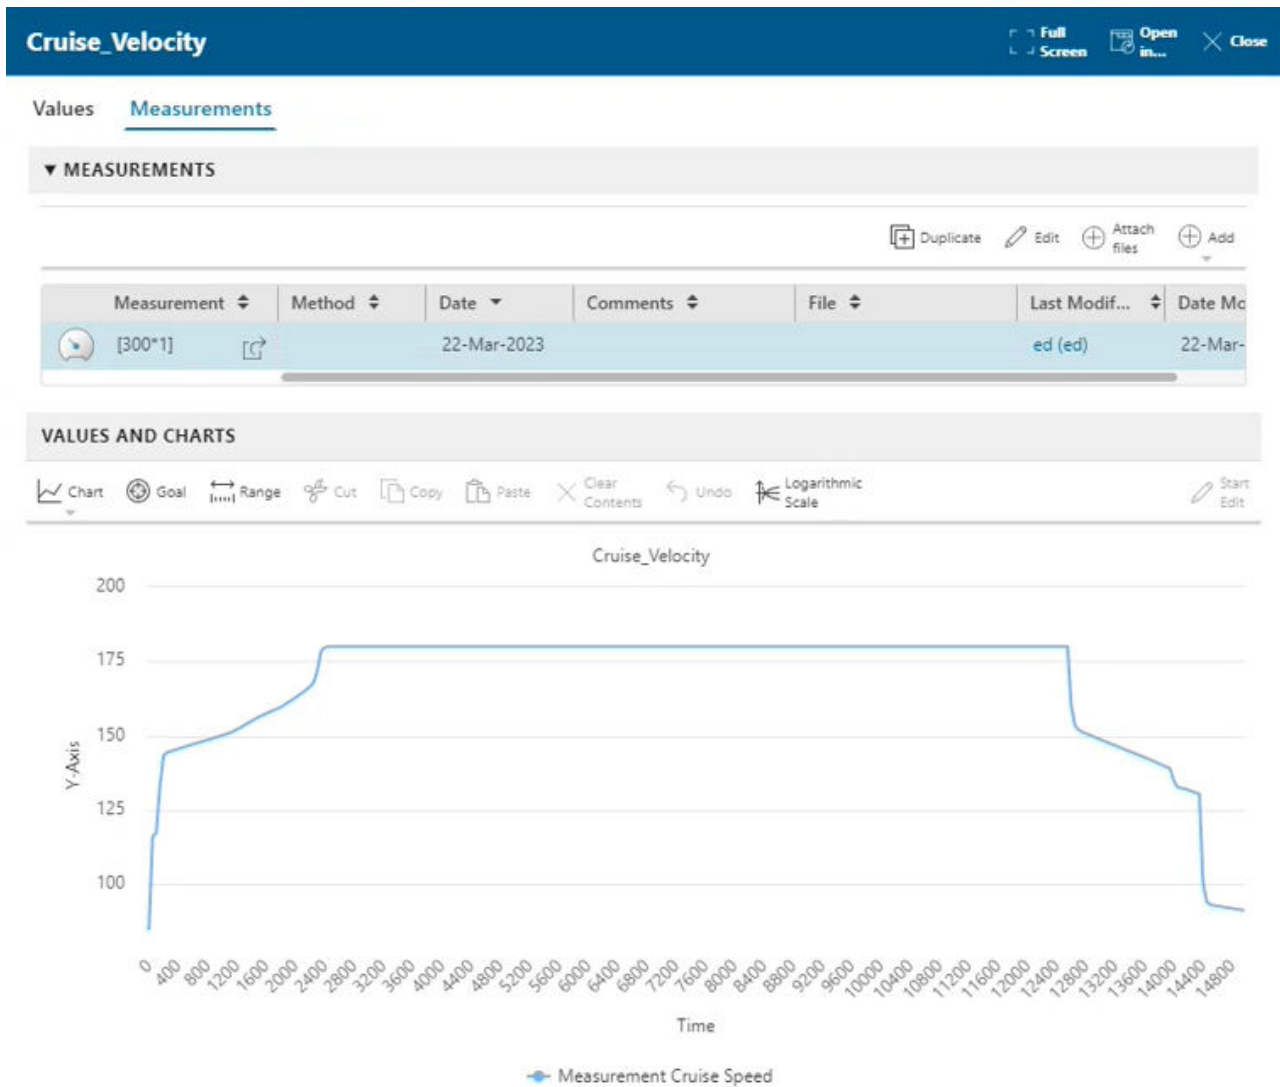 Cruise_Velocity
Full Screen
Open in...
Close
Values
Measurements
MEASUREMENTS
Duplicate
Edit
Attach files
Add
Measurement
Method
Date
Comments
File
Last Modif...
Date Mo
[300*1]
22-Mar-2023
ed (ed)
22-Mar-
VALUES AND CHARTS
Chart
Goal
Range
Cut
Copy
Paste
Clear Contents
Undo
Logarithmic Scale
Start Edit
Cruise_Velocity
200
175
150
125
100
Y-Axis
0 400 800 1200 1600 2000 2400 2800 3200 3600 4000 4400 4800 5200 5600 6000 6400 6800 7200 7600 8000 8400 8800 9200 9600 10000 10400 10800 11200 11600 12000 12400 12800 13200 13600 14000 14400 14800
Time
Measurement Cruise Speed